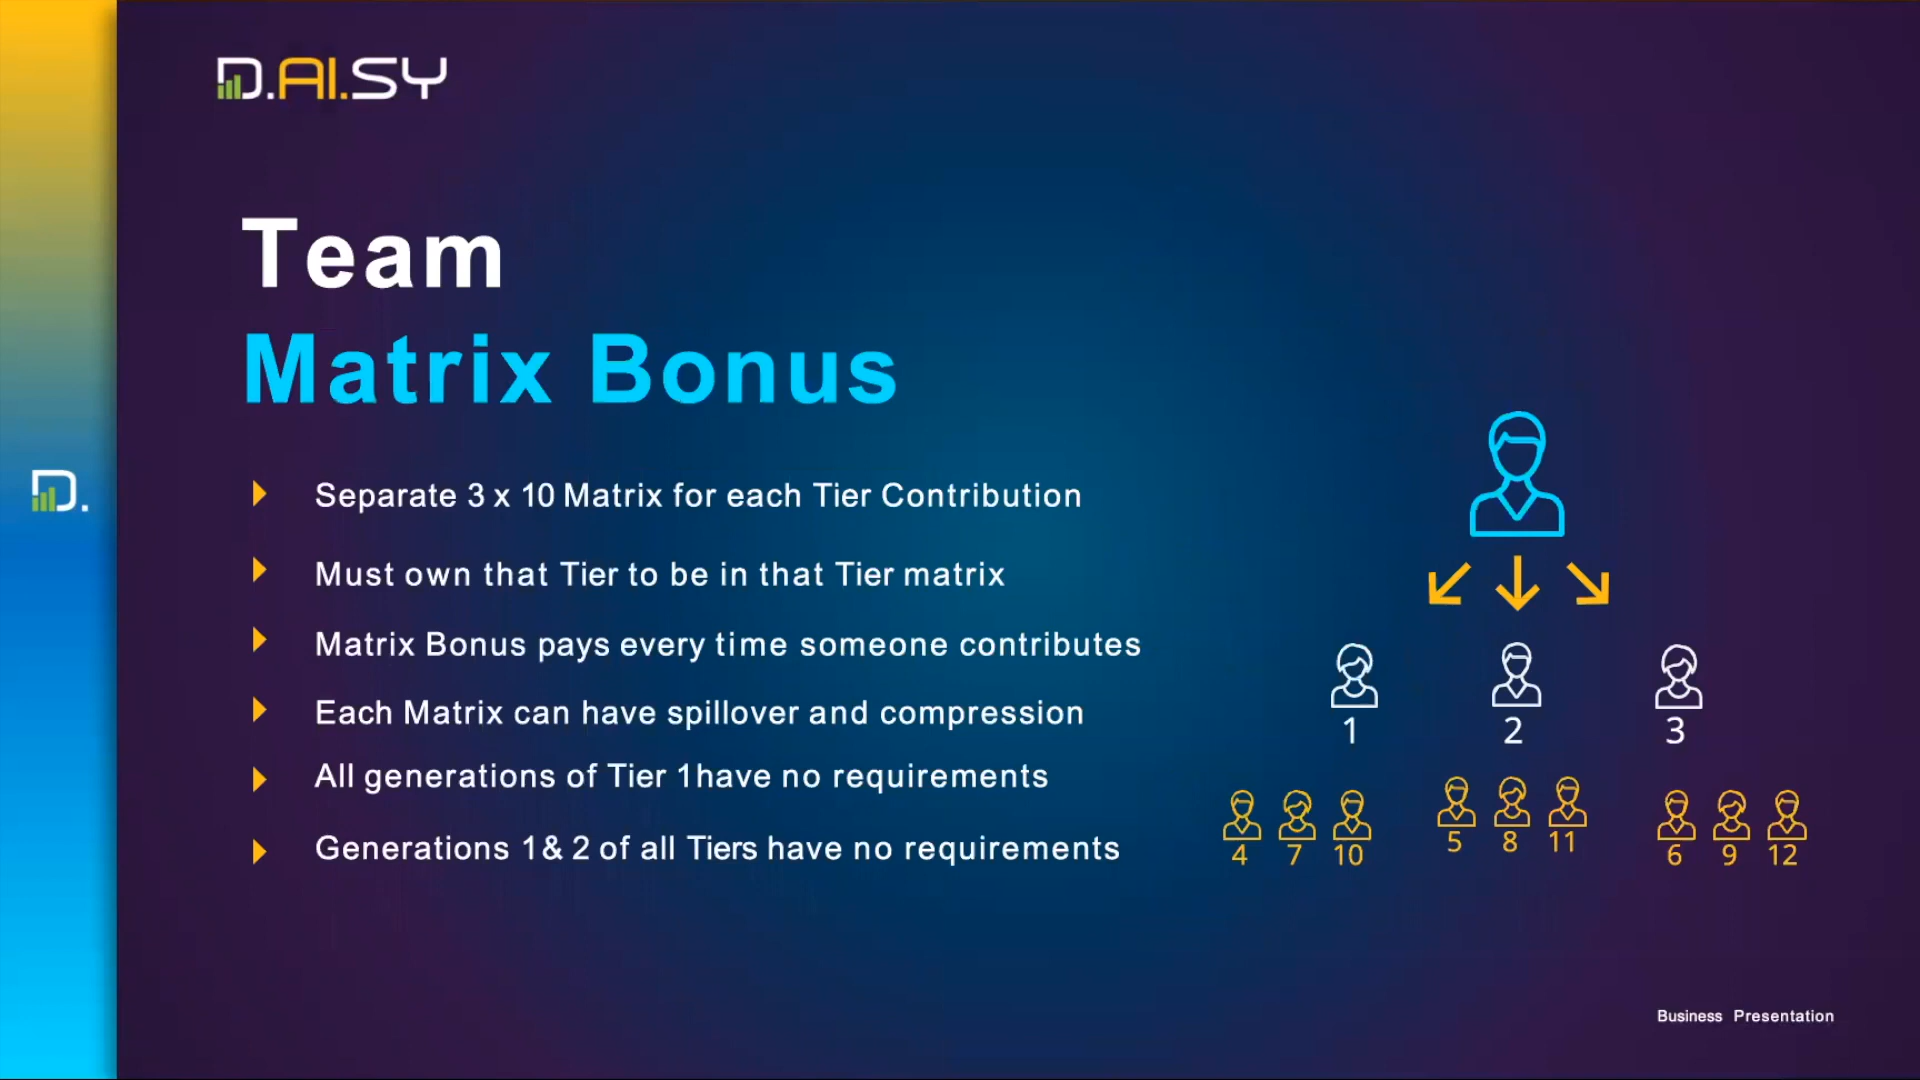 D.AI.SY
Team
Matrix Bonus
D.
Separate 3 x 10 Matrix for each Tier Contribution
Must own that Tier to be in that Tier matrix
Matrix Bonus pays every time someone contributes
Each Matrix can have spillover and compression
All generations of Tier 1have no requirements
Generations 1& 2 of all Tiers have no requirements
1 2 3
4 7 10 5 8 11 6 9 12
Business Presentation